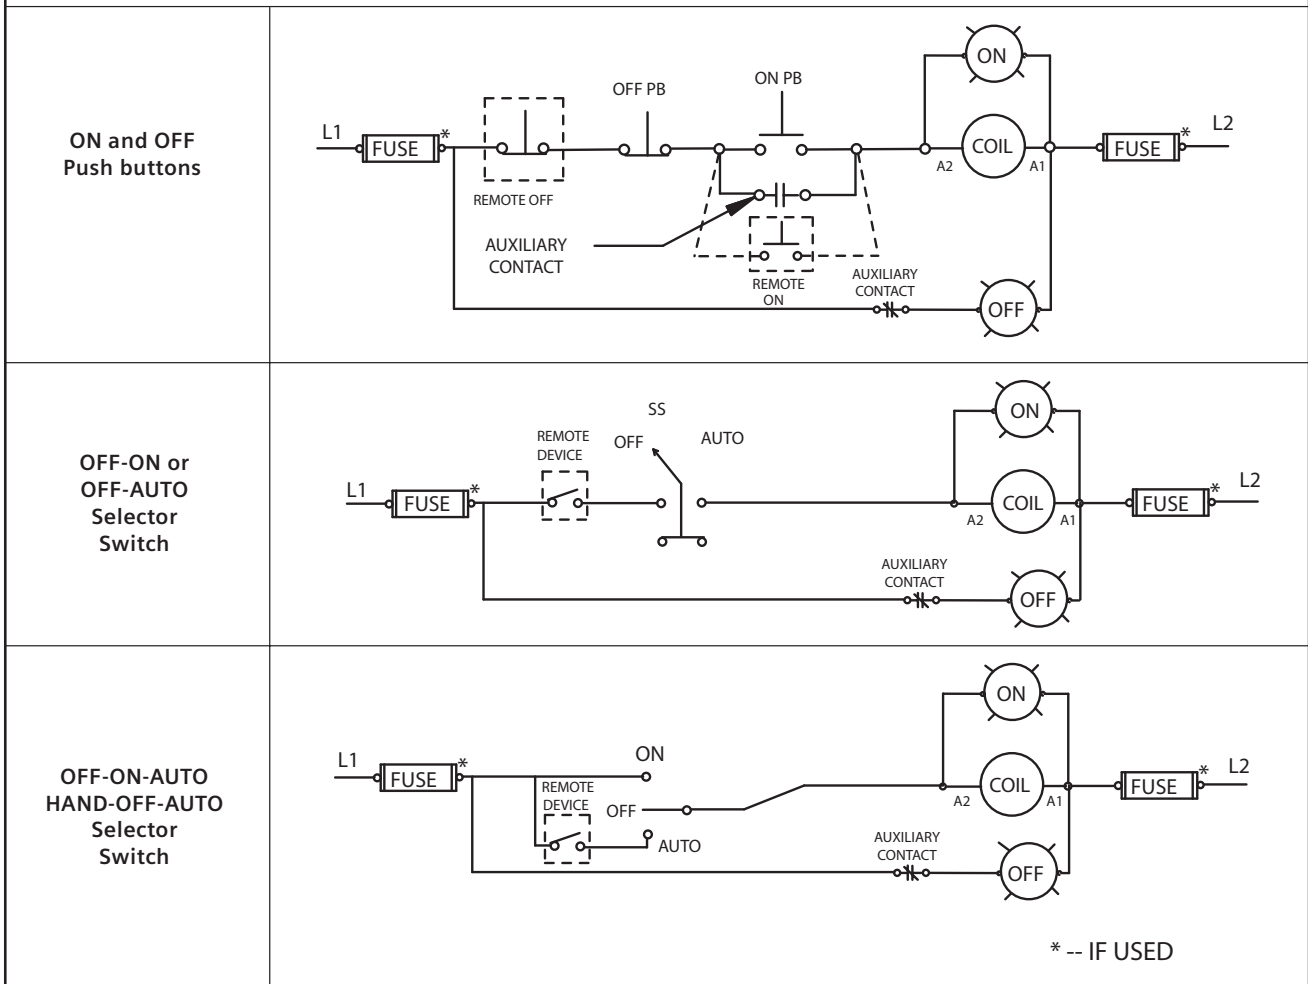 ON and OFF
Push buttons
ON
ON PB
OFF PB
L1
FUSE
*
COIL
A2
A1
FUSE
*
L2
REMOTE OFF
AUXILIARY
CONTACT
REMOTE
ON
AUXILIARY
CONTACT
OFF
OFF-ON or
OFF-AUTO
Selector
Switch
SS
ON
REMOTE
DEVICE
OFF
AUTO
L1
FUSE
*
COIL
A2
A1
FUSE
*
L2
AUXILIARY
CONTACT
OFF
OFF-ON-AUTO
HAND-OFF-AUTO
Selector
Switch
ON
L1
FUSE
*
ON
REMOTE
DEVICE
OFF
AUTO
COIL
A2
A1
FUSE
*
L2
AUXILIARY
CONTACT
OFF
* -- IF USED